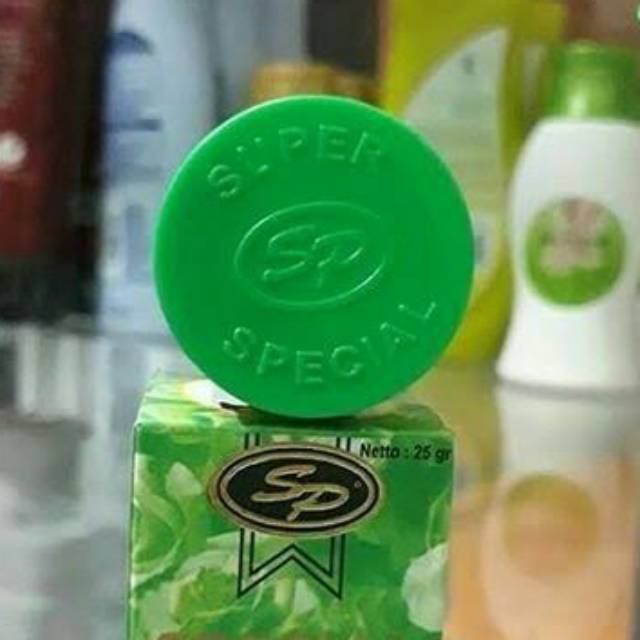 SUPER
SP
SPECIAL
Netto : 25 gr
SP